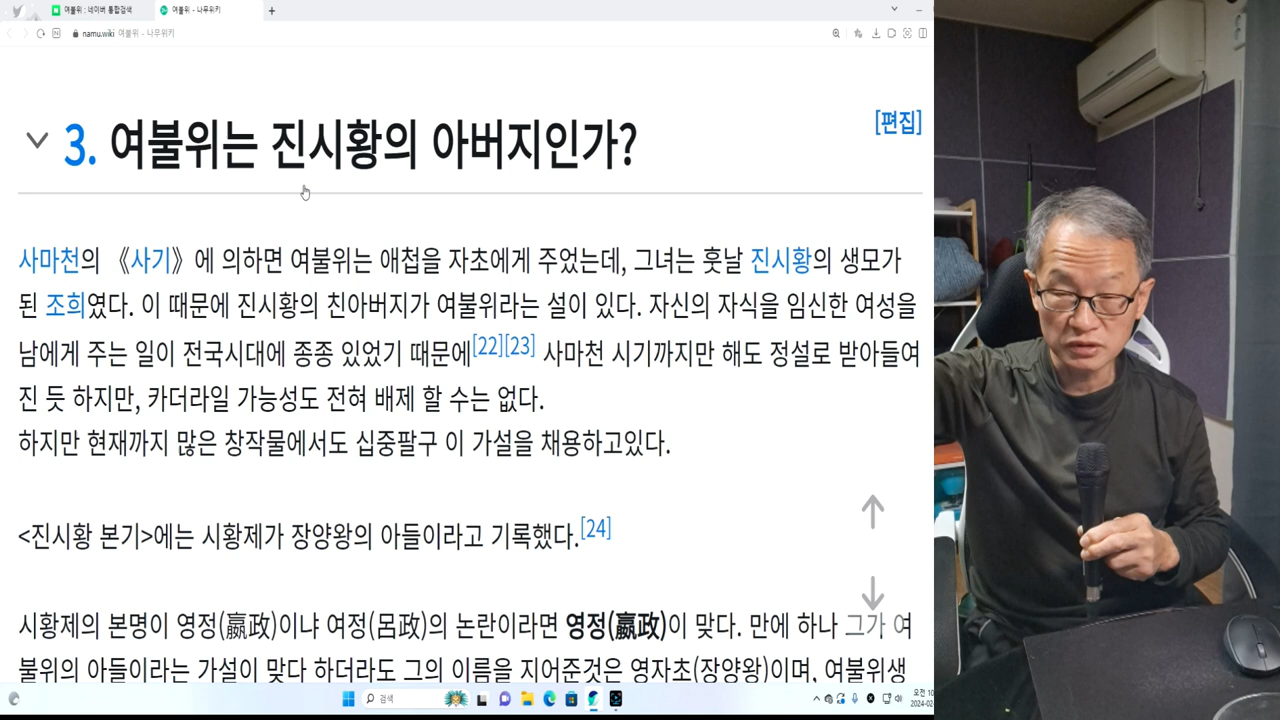 여불위 : 네이버 통합검색
여불위 - 나무위키
namu.wiki 여불위 - 나무위키
3. 여불위는 진시황의 아버지인가?
[편집]
사마천의 《사기》에 의하면 여불위는 애첩을 자초에게 주었는데, 그녀는 훗날 진시황의 생모가
된 조희였다. 이 때문에 진시황의 친아버지가 여불위라는 설이 있다. 자신의 자식을 임신한 여성을
남에게 주는 일이 전국시대에 종종 있었기 때문에[22][23] 사마천 시기까지만 해도 정설로 받아들여
진 듯 하지만, 카더라일 가능성도 전혀 배제 할 수는 없다.
하지만 현재까지 많은 창작물에서도 십중팔구 이 가설을 채용하고있다.
<진시황 본기>에는 시황제가 장양왕의 아들이라고 기록했다.[24]
시황제의 본명이 영정(嬴政)이냐 여정(呂政)의 논란이라면 영정(嬴政)이 맞다. 만에 하나 그가 여
불위의 아들이라는 가설이 맞다 하더라도 그의 이름을 지어준것은 영자초(장양왕)이며, 여불위생
검색
오전 10
2024-02